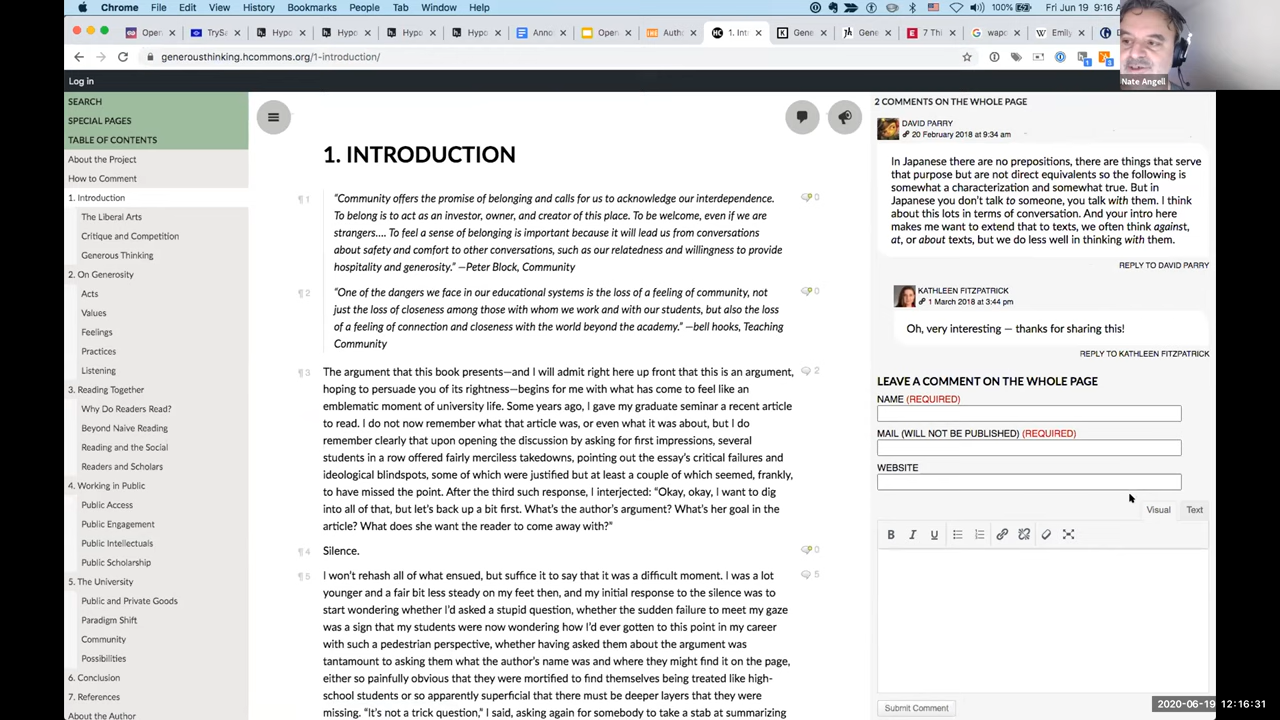 Chrome File Edit View History Bookmarks People Tab Window Help 100% Fri Jun 19 9:16
Open TrySa Hypo Hypo Hypo Hypo Anno Open Autho 1. Int Gene Gene 7 Thi wapo Emily
generousthinking.hcommons.org/1-introduction/
Nate Angell
Log in
SEARCH
SPECIAL PAGES
TABLE OF CONTENTS
About the Project
How to Comment
1. Introduction
The Liberal Arts
Critique and Competition
Generous Thinking
2. On Generosity
Acts
Values
Feelings
Practices
Listening
3. Reading Together
Why Do Readers Read?
Beyond Naive Reading
Reading and the Social
Readers and Scholars
4. Working in Public
Public Access
Public Engagement
Public Intellectuals
Public Scholarship
5. The University
Public and Private Goods
Paradigm Shift
Community
Possibilities
6. Conclusion
7. References
About the Author
1. INTRODUCTION
¶ 1 “Community offers the promise of belonging and calls for us to acknowledge our interdependence. 0
To belong is to act as an investor, owner, and creator of this place. To be welcome, even if we are
strangers…. To feel a sense of belonging is important because it will lead us from conversations
about safety and comfort to other conversations, such as our relatedness and willingness to provide
hospitality and generosity.” —Peter Block, Community
¶ 2 “One of the dangers we face in our educational systems is the loss of a feeling of community, not 0
just the loss of closeness among those with whom we work and with our students, but also the loss
of a feeling of connection and closeness with the world beyond the academy.” —bell hooks, Teaching
Community
¶ 3 The argument that this book presents—and I will admit right here up front that this is an argument, 2
hoping to persuade you of its rightness—begins for me with what has come to feel like an
emblematic moment of university life. Some years ago, I gave my graduate seminar a recent article
to read. I do not now remember what that article was, or even what it was about, but I do
remember clearly that upon opening the discussion by asking for first impressions, several
students in a row offered fairly merciless takedowns, pointing out the essay’s critical failures and
ideological blindspots, some of which were justified but at least a couple of which seemed, frankly,
to have missed the point. After the third such response, I interjected: “Okay, okay, I want to dig
into all of that, but let’s back up a bit first. What’s the author’s argument? What’s her goal in the
article? What does she want the reader to come away with?”
¶ 4 Silence. 0
¶ 5 I won’t rehash all of what ensued, but suffice it to say that it was a difficult moment. I was a lot 5
younger and a fair bit less steady on my feet then, and my initial response to the silence was to
start wondering whether I’d asked a stupid question, whether the sudden failure to meet my gaze
was a sign that my students were now wondering how I’d ever gotten to this point in my career
with such a pedestrian perspective, whether having asked them about the argument was
tantamount to asking them what the author’s name was and where they might find it on the page,
either so painfully obvious that they were mortified to find themselves being treated like high-
school students or so apparently superficial that there must be deeper layers that they were
missing. “It’s not a trick question,” I said, asking again for somebody to take a stab at summarizing
2 COMMENTS ON THE WHOLE PAGE
DAVID PARRY
20 February 2018 at 9:34 am
In Japanese there are no prepositions, there are things that serve
that purpose but are not direct equivalents so the following is
somewhat a characterization and somewhat true. But in
Japanese you don’t talk to someone, you talk with them. I think
about this lots in terms of conversation. And your intro here
makes me want to extend that to texts, we often think against,
at, or about texts, but we do less well in thinking with them.
REPLY TO DAVID PARRY
KATHLEEN FITZPATRICK
1 March 2018 at 3:44 pm
Oh, very interesting — thanks for sharing this!
REPLY TO KATHLEEN FITZPATRICK
LEAVE A COMMENT ON THE WHOLE PAGE
NAME (REQUIRED)
MAIL (WILL NOT BE PUBLISHED) (REQUIRED)
WEBSITE
Visual Text
B I U
Submit Comment
2020-06-19 12:16:31